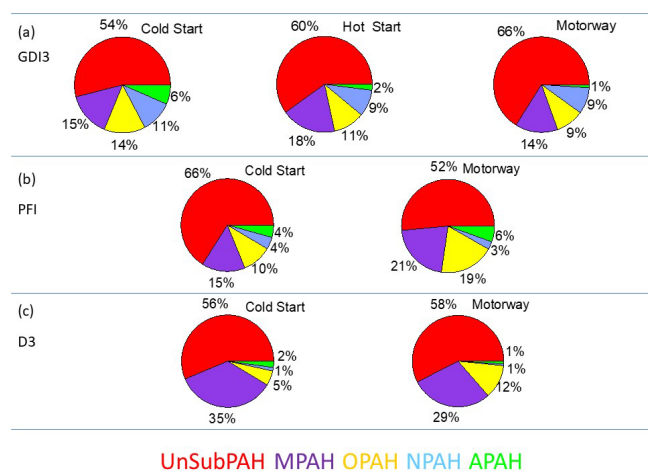 (a)
GDI3
54%
Cold Start
6%
11%
14%
15%
60%
Hot Start
2%
9%
11%
18%
66%
Motorway
1%
9%
9%
14%
(b)
PFI
66%
Cold Start
4%
4%
10%
15%
52%
Motorway
6%
3%
19%
21%
(c)
D3
56%
Cold Start
2%
1%
5%
35%
58%
Motorway
1%
1%
12%
29%
UnSubPAH MPAH OPAH NPAH APAH